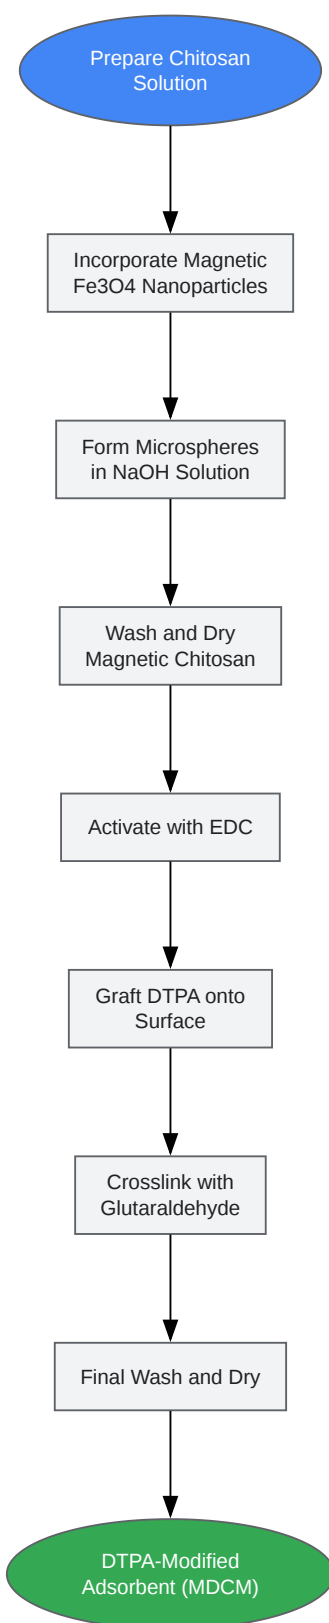 Prepare Chitosan
Solution
Incorporate Magnetic
Fe3O4 Nanoparticles
Form Microspheres
in NaOH Solution
Wash and Dry
Magnetic Chitosan
Activate with EDC
Graft DTPA onto
Surface
Crosslink with
Glutaraldehyde
Final Wash and Dry
DTPA-Modified
Adsorbent (MDCM)